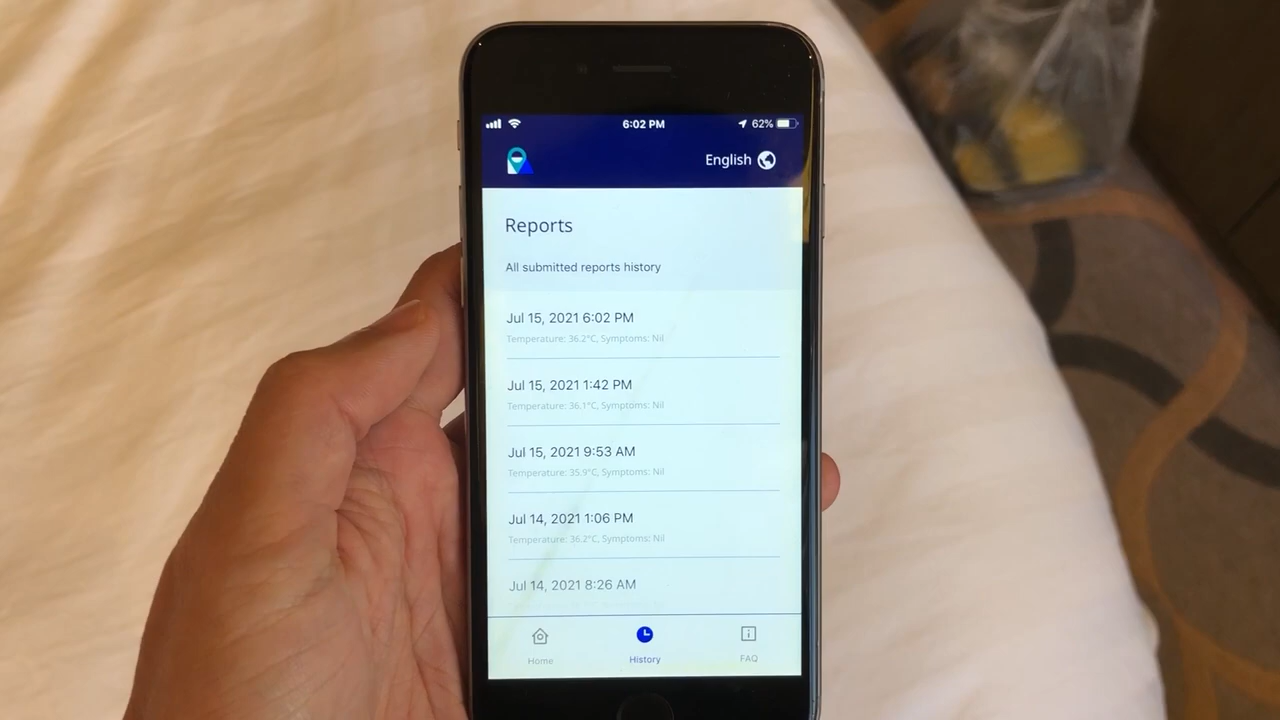 6:02 PM
62%
English
Reports
All submitted reports history
Jul 15, 2021 6:02 PM
Temperature: 36.2°C, Symptoms: Nil
Jul 15, 2021 1:42 PM
Temperature: 36.1°C, Symptoms: Nil
Jul 15, 2021 9:53 AM
Temperature: 35.9°C, Symptoms: Nil
Jul 14, 2021 1:06 PM
Temperature: 36.2°C, Symptoms: Nil
Jul 14, 2021 8:26 AM
Home
History
FAQ